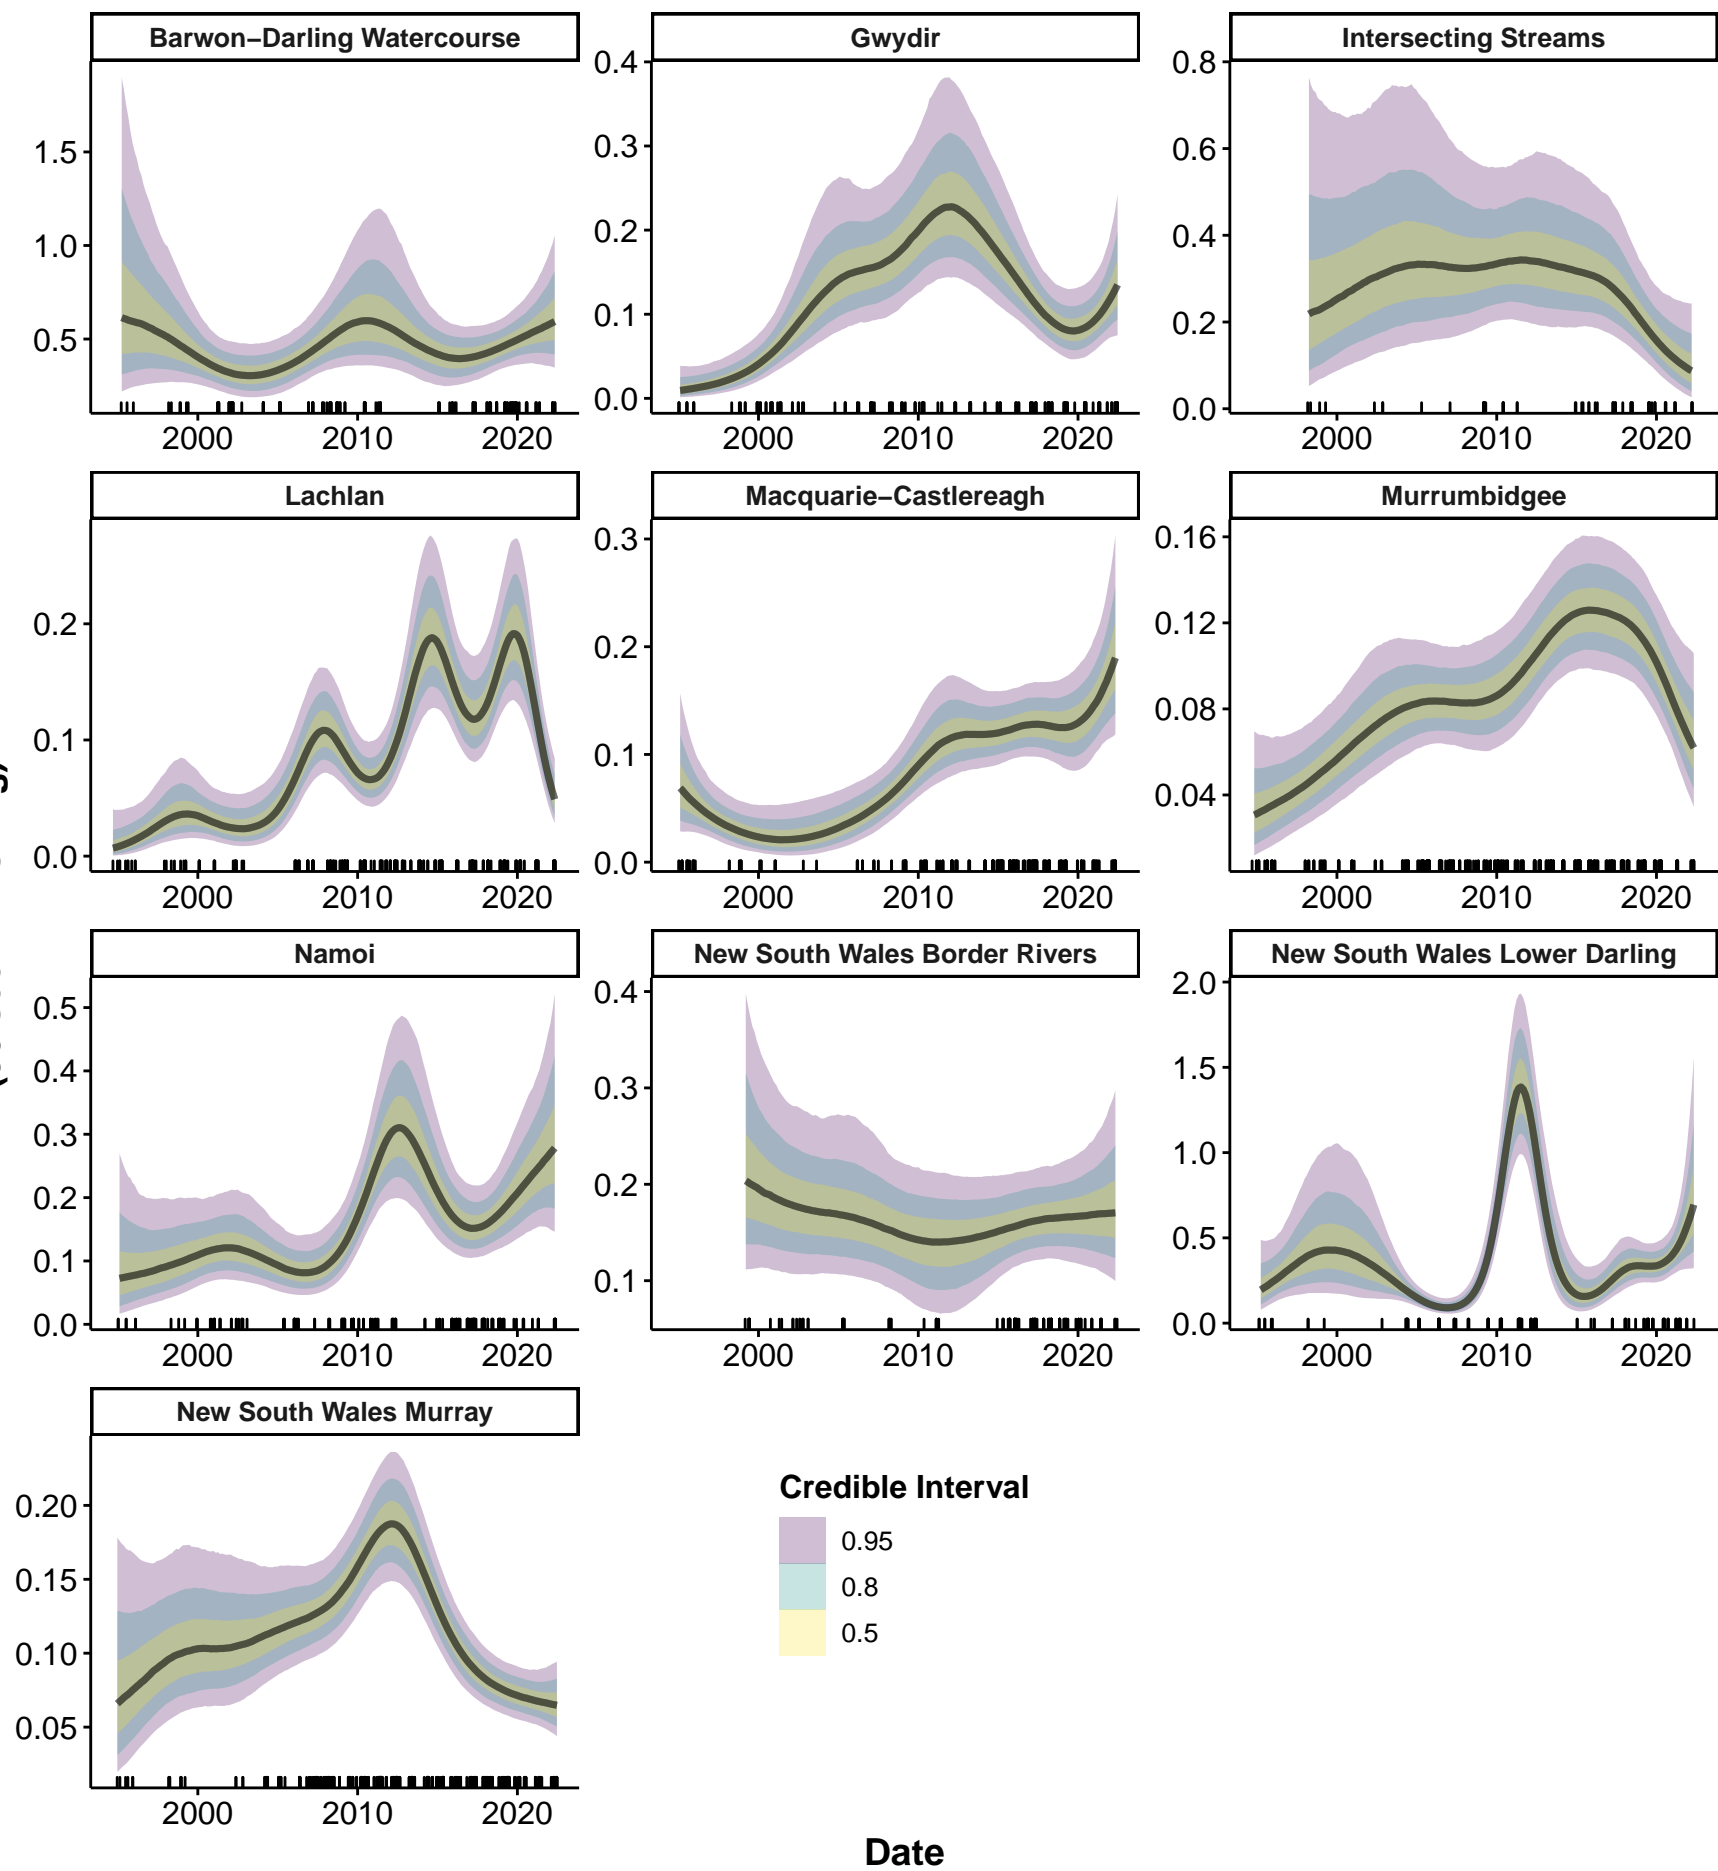 Barwon–Darling Watercourse
Gwydir
Intersecting Streams
1.5
1.0
0.5
2000 2010 2020
0.4
0.3
0.2
0.1
0.0
2000 2010 2020
0.8
0.6
0.4
0.2
0.0
2000 2010 2020
Lachlan
Macquarie–Castlereagh
Murrumbidgee
0.2
0.1
0.0
2000 2010 2020
0.3
0.2
0.1
0.0
2000 2010 2020
0.16
0.12
0.08
0.04
2000 2010 2020
Namoi
New South Wales Border Rivers
New South Wales Lower Darling
0.5
0.4
0.3
0.2
0.1
0.0
2000 2010 2020
0.4
0.3
0.2
0.1
2000 2010 2020
2.0
1.5
1.0
0.5
0.0
2000 2010 2020
New South Wales Murray
0.20
0.15
0.10
0.05
2000 2010 2020
Credible Interval
0.95
0.8
0.5
Date